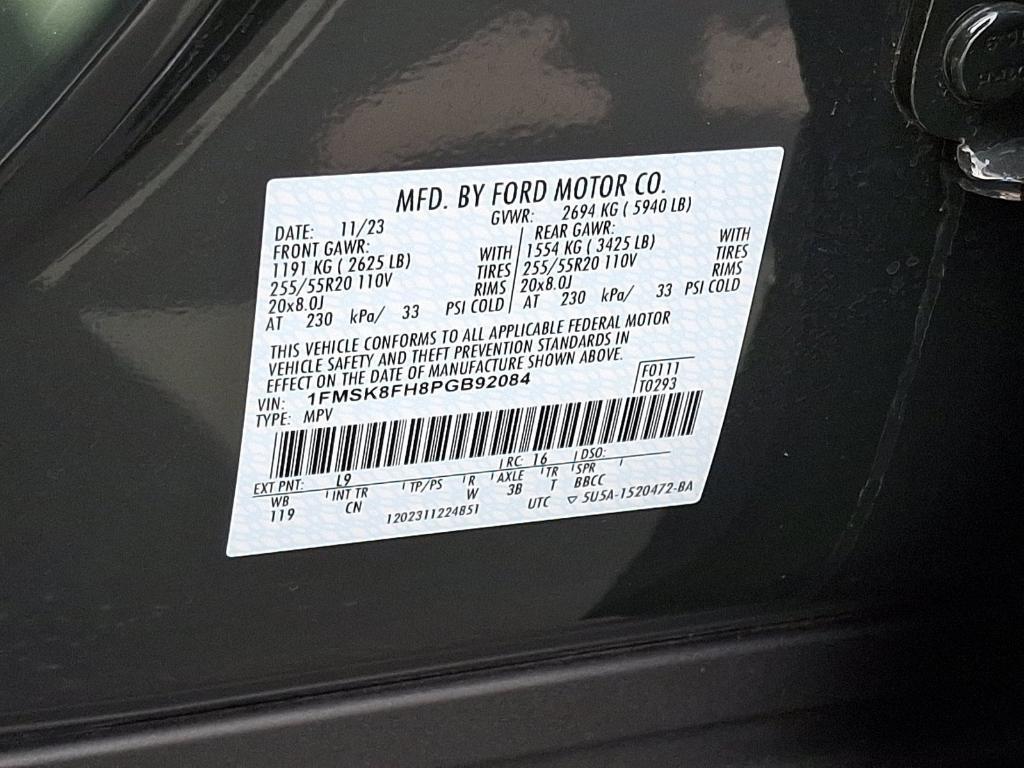 MFD. BY FORD MOTOR CO.
DATE: 11/23 GVWR: 2694 KG ( 5940 LB)
FRONT GAWR: REAR GAWR:
1191 KG ( 2625 LB) WITH 1554 KG ( 3425 LB) WITH
255/55R20 110V TIRES 255/55R20 110V TIRES
20x8.0J RIMS 20x8.0J RIMS
AT 230 kPa/ 33 PSI COLD AT 230 kPa/ 33 PSI COLD
THIS VEHICLE CONFORMS TO ALL APPLICABLE FEDERAL MOTOR
VEHICLE SAFETY AND THEFT PREVENTION STANDARDS IN
EFFECT ON THE DATE OF MANUFACTURE SHOWN ABOVE.
VIN: 1FMSK8FH8PGB92084 F0111
TYPE: MPV T0293
EXT PNT: L9 RC: 16 DSO:
WB INT TR TP/PS R AXLE TR SPR
119 CN W 3B T BBCC
1202311224B51 UTC ▽ 5U5A-1520472-BA